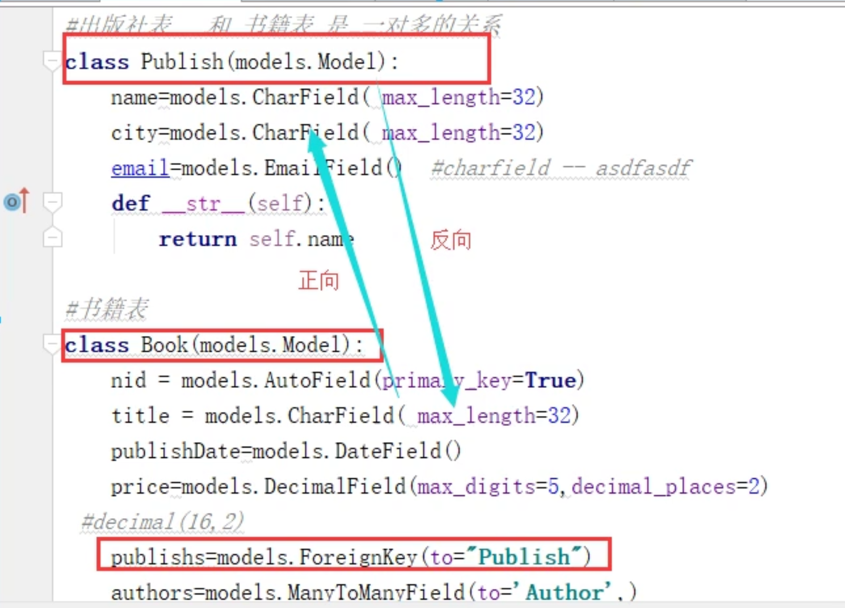 #出版社表   和 书籍表 是 一对多的关系
class Publish(models.Model):
name=models.CharField( max_length=32)
city=models.CharField( max_length=32)
email=models.EmailField()  #charfield -- asdfasdf
def __str__(self):
return self.name
反向
正向
#书籍表
class Book(models.Model):
nid = models.AutoField(primary_key=True)
title = models.CharField( max_length=32)
publishDate=models.DateField()
price=models.DecimalField(max_digits=5,decimal_places=2)
#decimal(16,2)
publishs=models.ForeignKey(to="Publish")
authors=models.ManyToManyField(to='Author',)